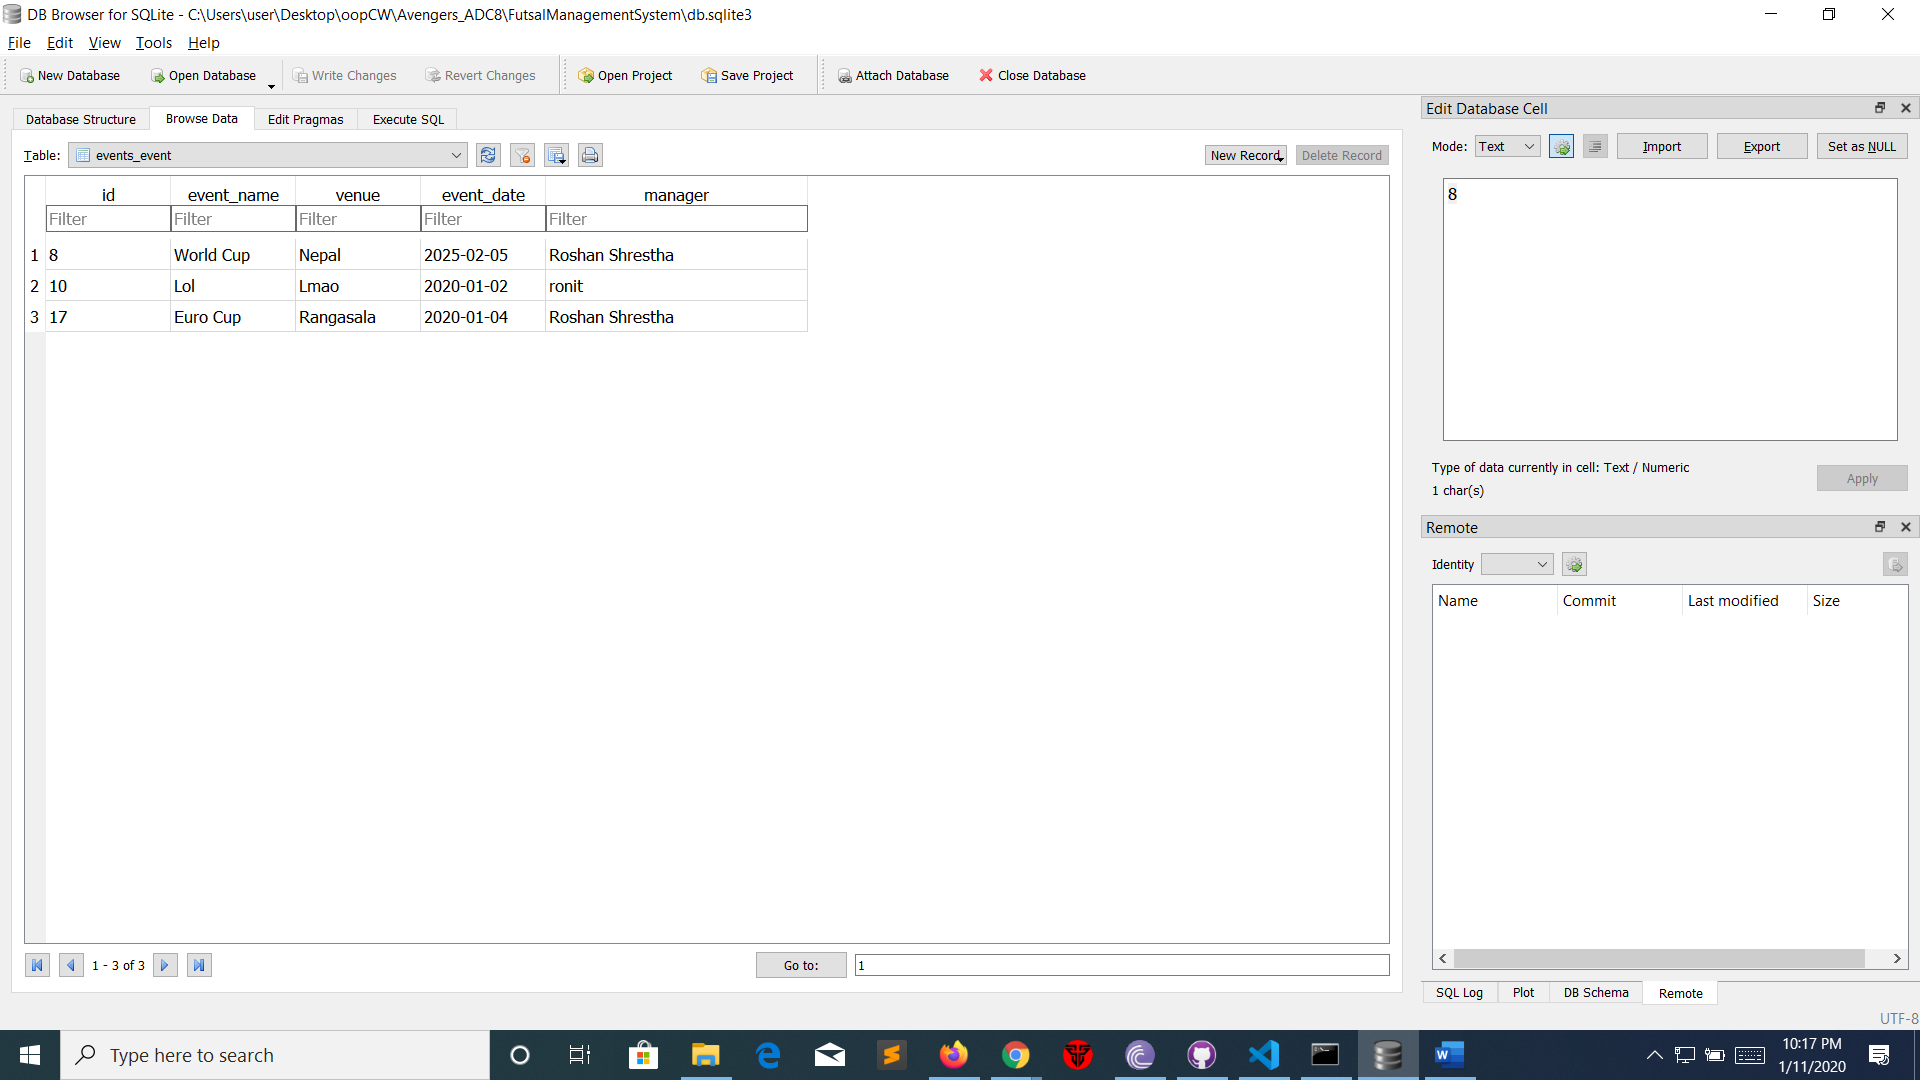 DB Browser for SQLite - C:\Users\user\Desktop\oopCW\Avengers_ADC8\FutsalManagementSystem\db.sqlite3
File Edit View Tools Help
New Database Open Database Write Changes Revert Changes Open Project Save Project Attach Database Close Database
Database Structure Browse Data Edit Pragmas Execute SQL
Table: events_event New Record Delete Record
id event_name venue event_date manager
Filter Filter Filter Filter Filter
1 8 World Cup Nepal 2025-02-05 Roshan Shrestha
2 10 Lol Lmao 2020-01-02 ronit
3 17 Euro Cup Rangasala 2020-01-04 Roshan Shrestha
1 - 3 of 3 Go to: 1
Edit Database Cell
Mode: Text Import Export Set as NULL
8
Type of data currently in cell: Text / Numeric
1 char(s)
Apply
Remote
Identity
Name Commit Last modified Size
SQL Log Plot DB Schema Remote
UTF-8
Type here to search
10:17 PM
1/11/2020